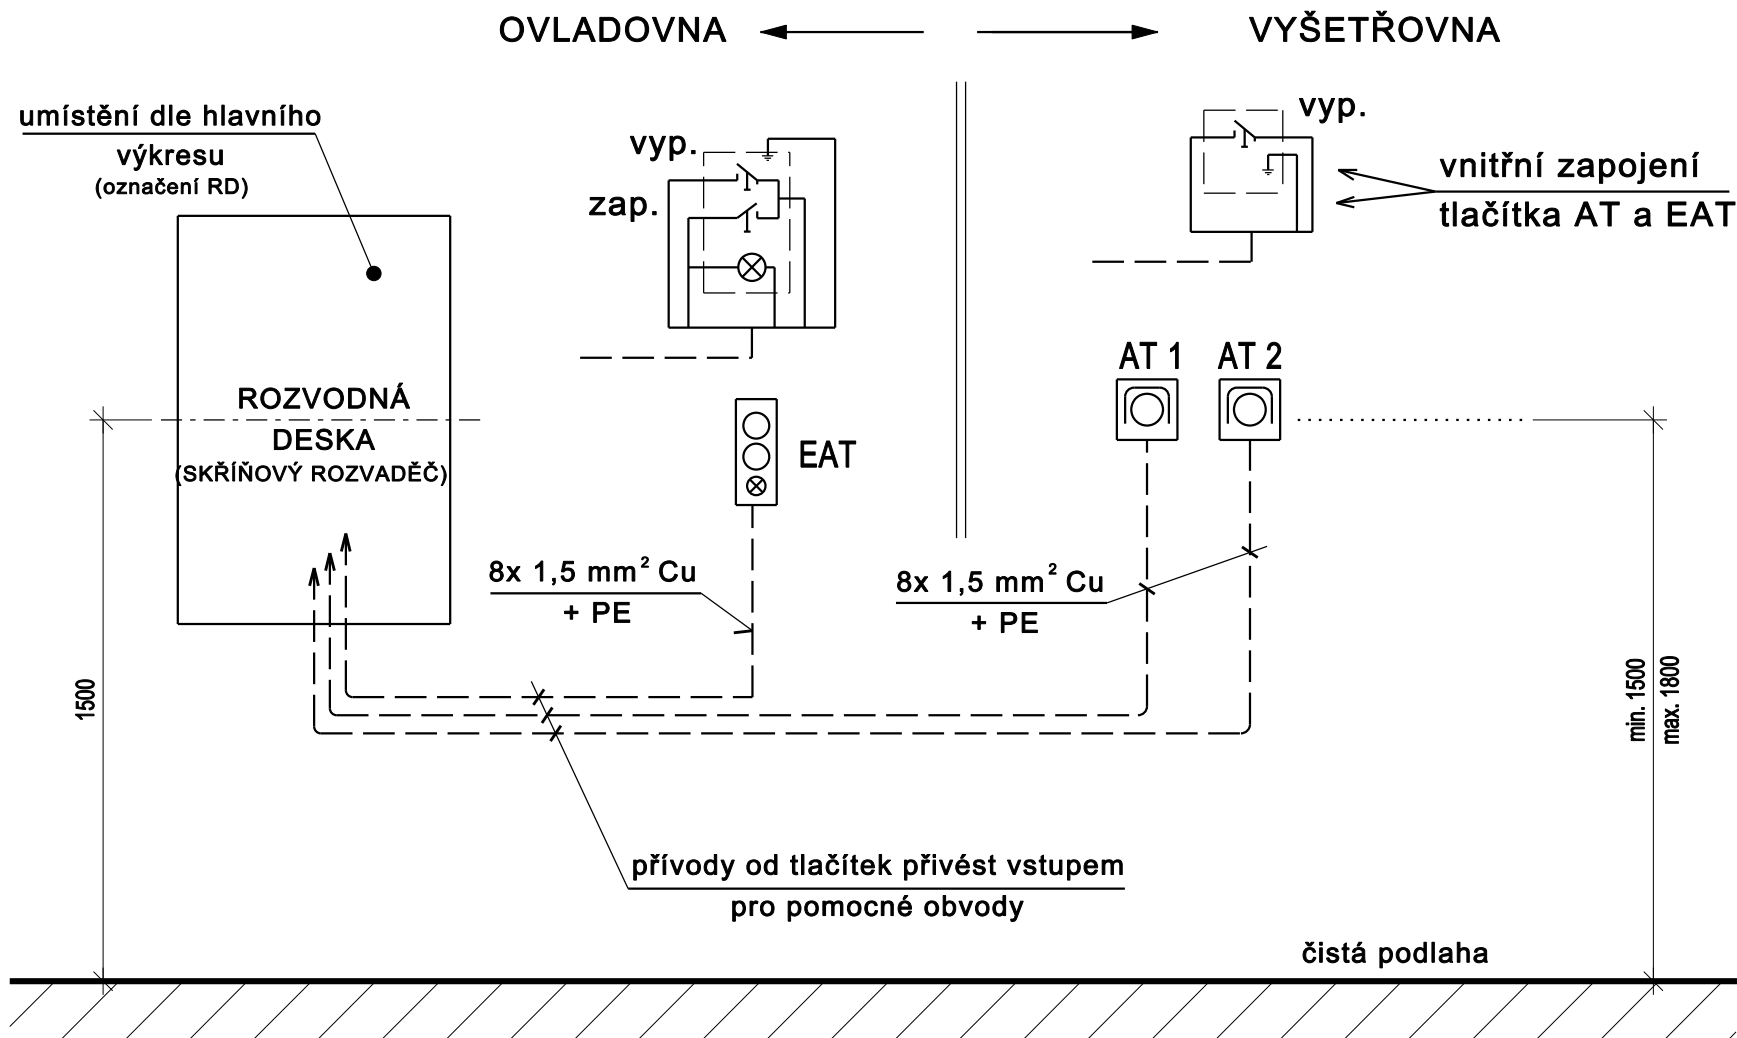 OVLADOVNA
VYŠETŘOVNA
umístění dle hlavního
výkresu
(označení RD)
vyp.
zap.
vyp.
vnitřní zapojení
tlačítka AT a EAT
AT 1
AT 2
ROZVODNÁ
DESKA
(SKŘÍŇOVÝ ROZVADĚČ)
EAT
8x 1,5 mm² Cu
+ PE
8x 1,5 mm² Cu
+ PE
1500
min. 1500
max. 1800
přívody od tlačítek přivést vstupem
pro pomocné obvody
čistá podlaha